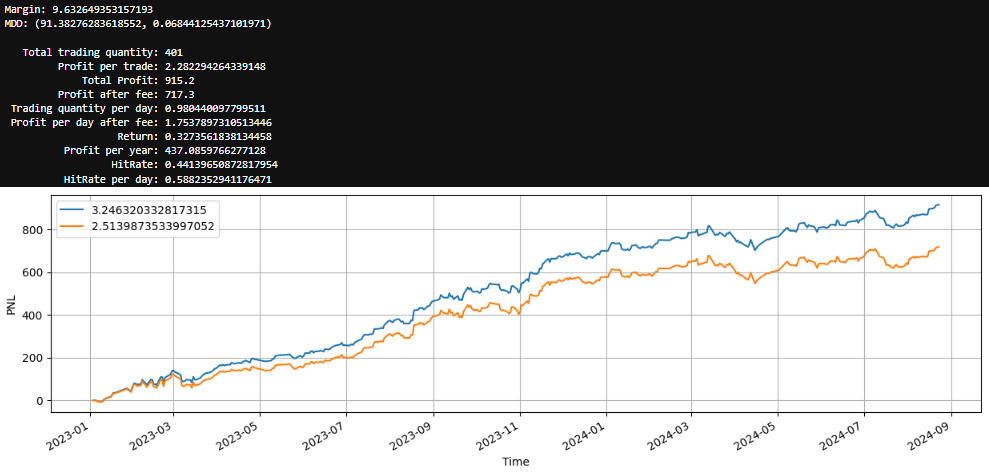 Margin: 9.632649353157193
MDD: (91.38276283618552, 0.06844125437101971)
Total trading quantity: 401
Profit per trade: 2.282294264339148
Total Profit: 915.2
Profit after fee: 717.3
Trading quantity per day: 0.980440097799511
Profit per day after fee: 1.7537897310513446
Return: 0.3273561838134458
Profit per year: 437.0859766277128
HitRate: 0.44139650872817954
HitRate per day: 0.5882352941176471
3.246320332817315
2.5139873533997052
PNL
800
600
400
200
0
2023-01
2023-03
2023-05
2023-07
2023-09
2023-11
2024-01
2024-03
2024-05
2024-07
2024-09
Time